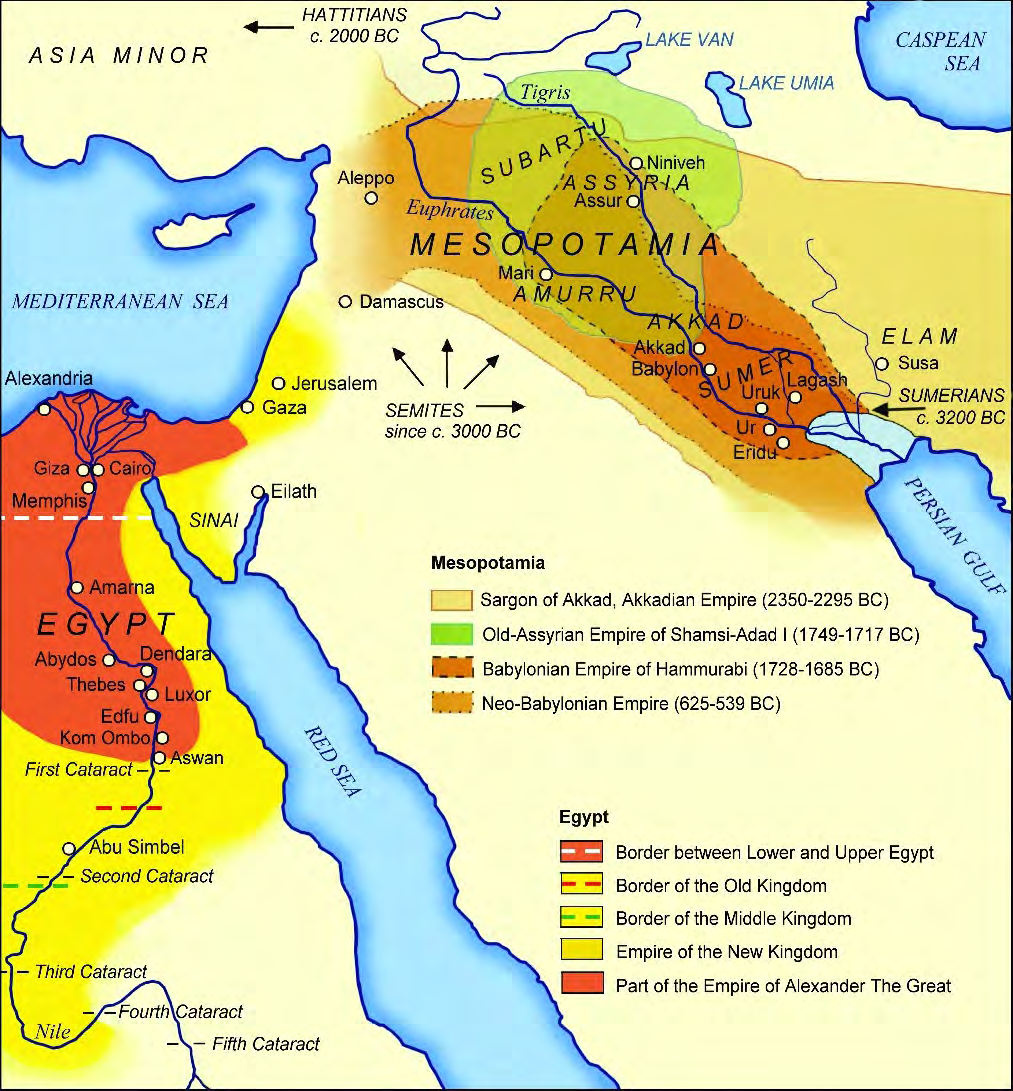 HATTITIANS
c. 2000 BC
ASIA MINOR
LAKE VAN
CASPEAN
SEA
LAKE UMIA
Tigris
SUBARTU
Niniveh
ASSYRIA
Assur
Aleppo
Euphrates
MESOPOTAMIA
Mari
AMURRU
MEDITERRANEAN SEA
Damascus
AKKAD
ELAM
Akkad
Babylon
SUMER
Susa
Lagash
Uruk
SUMERIANS
c. 3200 BC
Alexandria
Jerusalem
Gaza
SEMITES
since c. 3000 BC
Ur
Eridu
Giza
Cairo
Memphis
Eilath
SINAI
PERSIAN GULF
Mesopotamia
Sargon of Akkad, Akkadian Empire (2350-2295 BC)
Old-Assyrian Empire of Shamsi-Adad I (1749-1717 BC)
Babylonian Empire of Hammurabi (1728-1685 BC)
Neo-Babylonian Empire (625-539 BC)
Amarna
EGYPT
Abydos
Dendara
Thebes
Luxor
Edfu
Kom Ombo
Aswan
First Cataract
RED SEA
Abu Simbel
Second Cataract
Third Cataract
Fourth Cataract
Nile
Fifth Cataract
Egypt
Border between Lower and Upper Egypt
Border of the Old Kingdom
Border of the Middle Kingdom
Empire of the New Kingdom
Part of the Empire of Alexander The Great